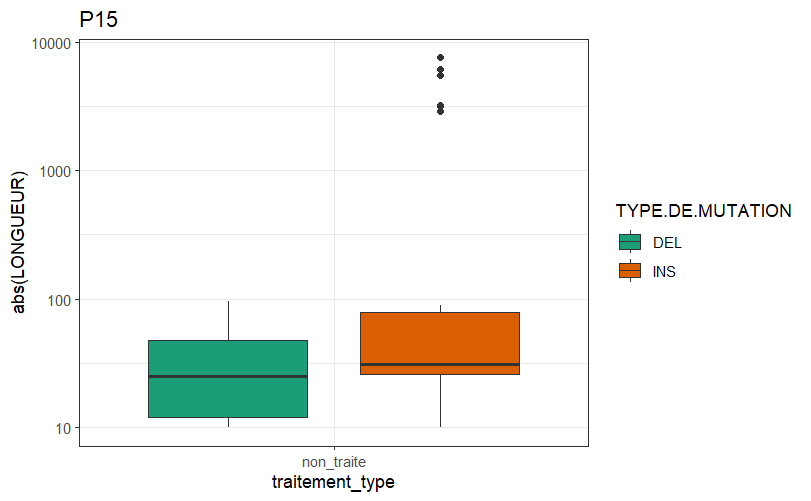 P15
10000
1000
100
10
abs(LONGUEUR)
non_traite
traitement_type
TYPE.DE.MUTATION
DEL
INS